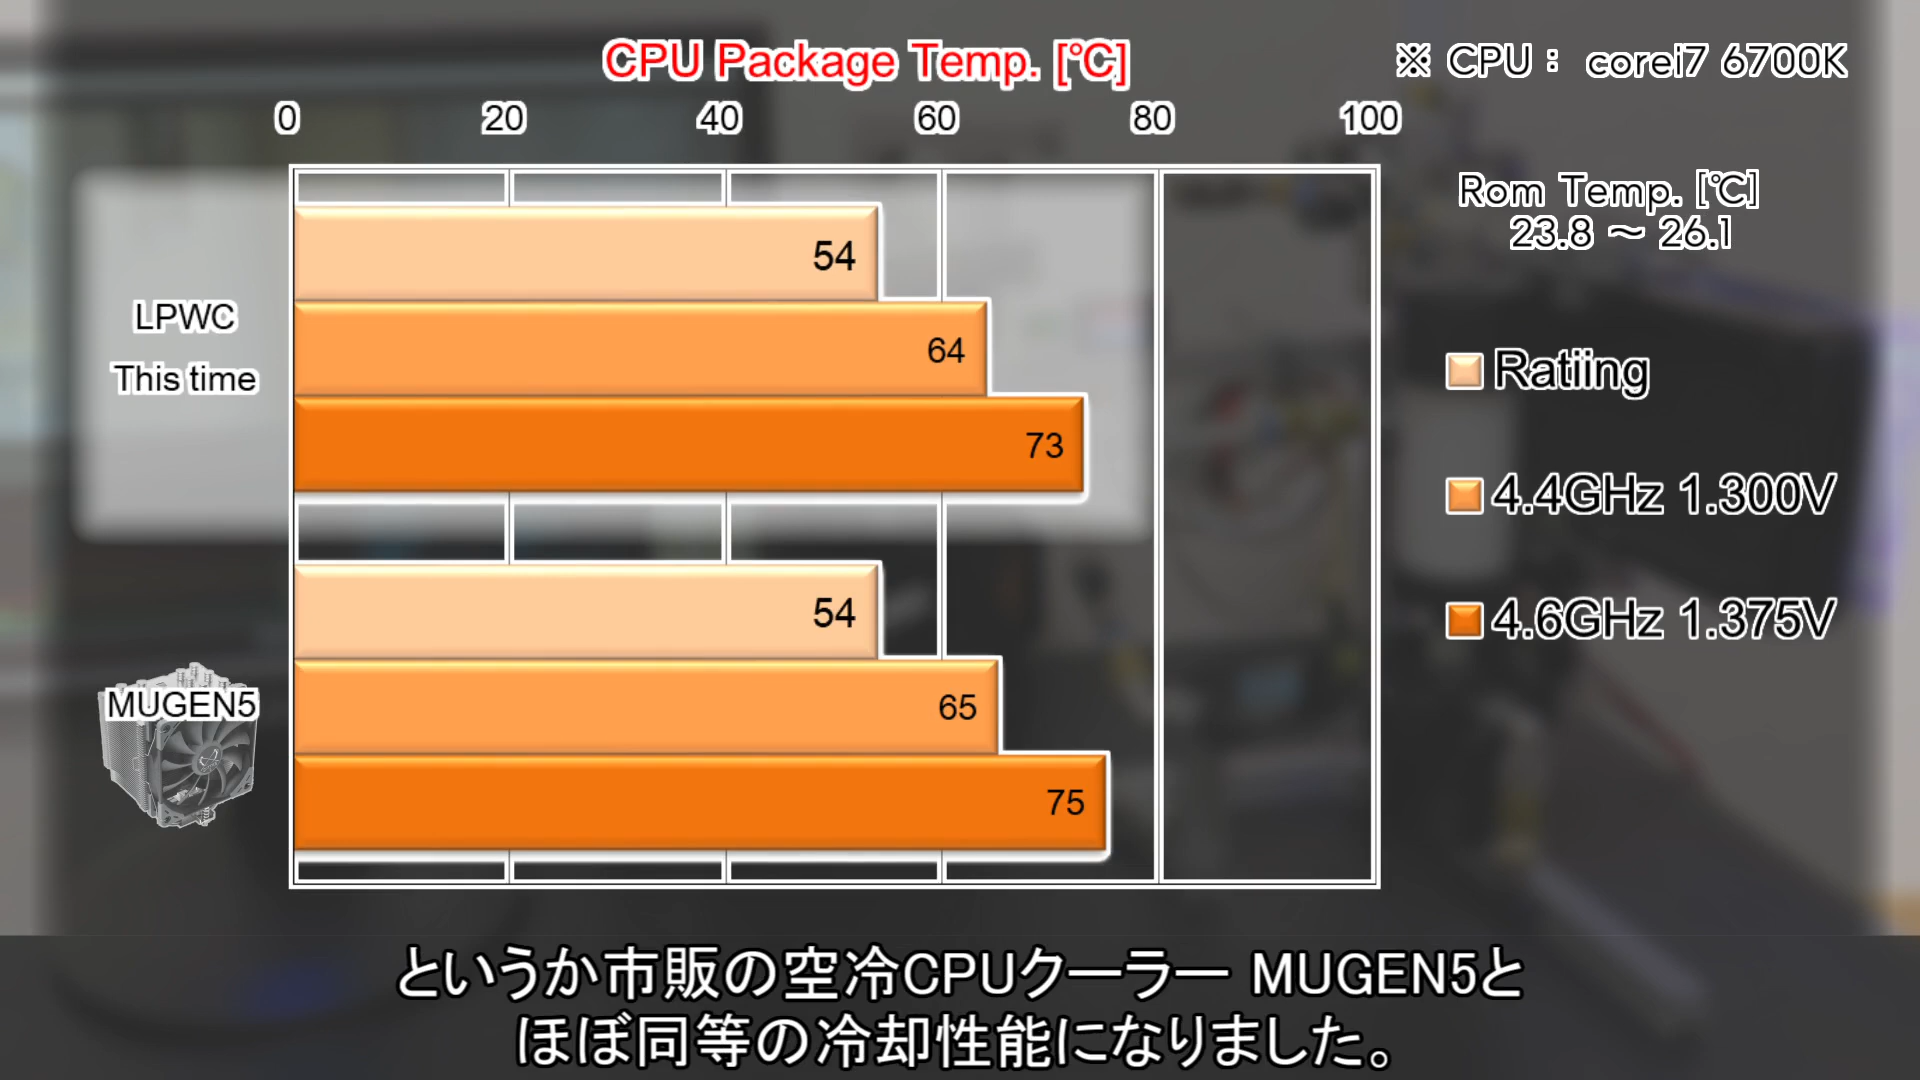 CPU Package Temp. [℃]
※ CPU： corei7 6700K
0 20 40 60 80 100
Rom Temp. [℃]
23.8 ～ 26.1
LPWC
This time
54
64
73
MUGEN5
54
65
75
Ratiing
4.4GHz 1.300V
4.6GHz 1.375V
というか市販の空冷CPUクーラー MUGEN5と
ほぼ同等の冷却性能になりました。